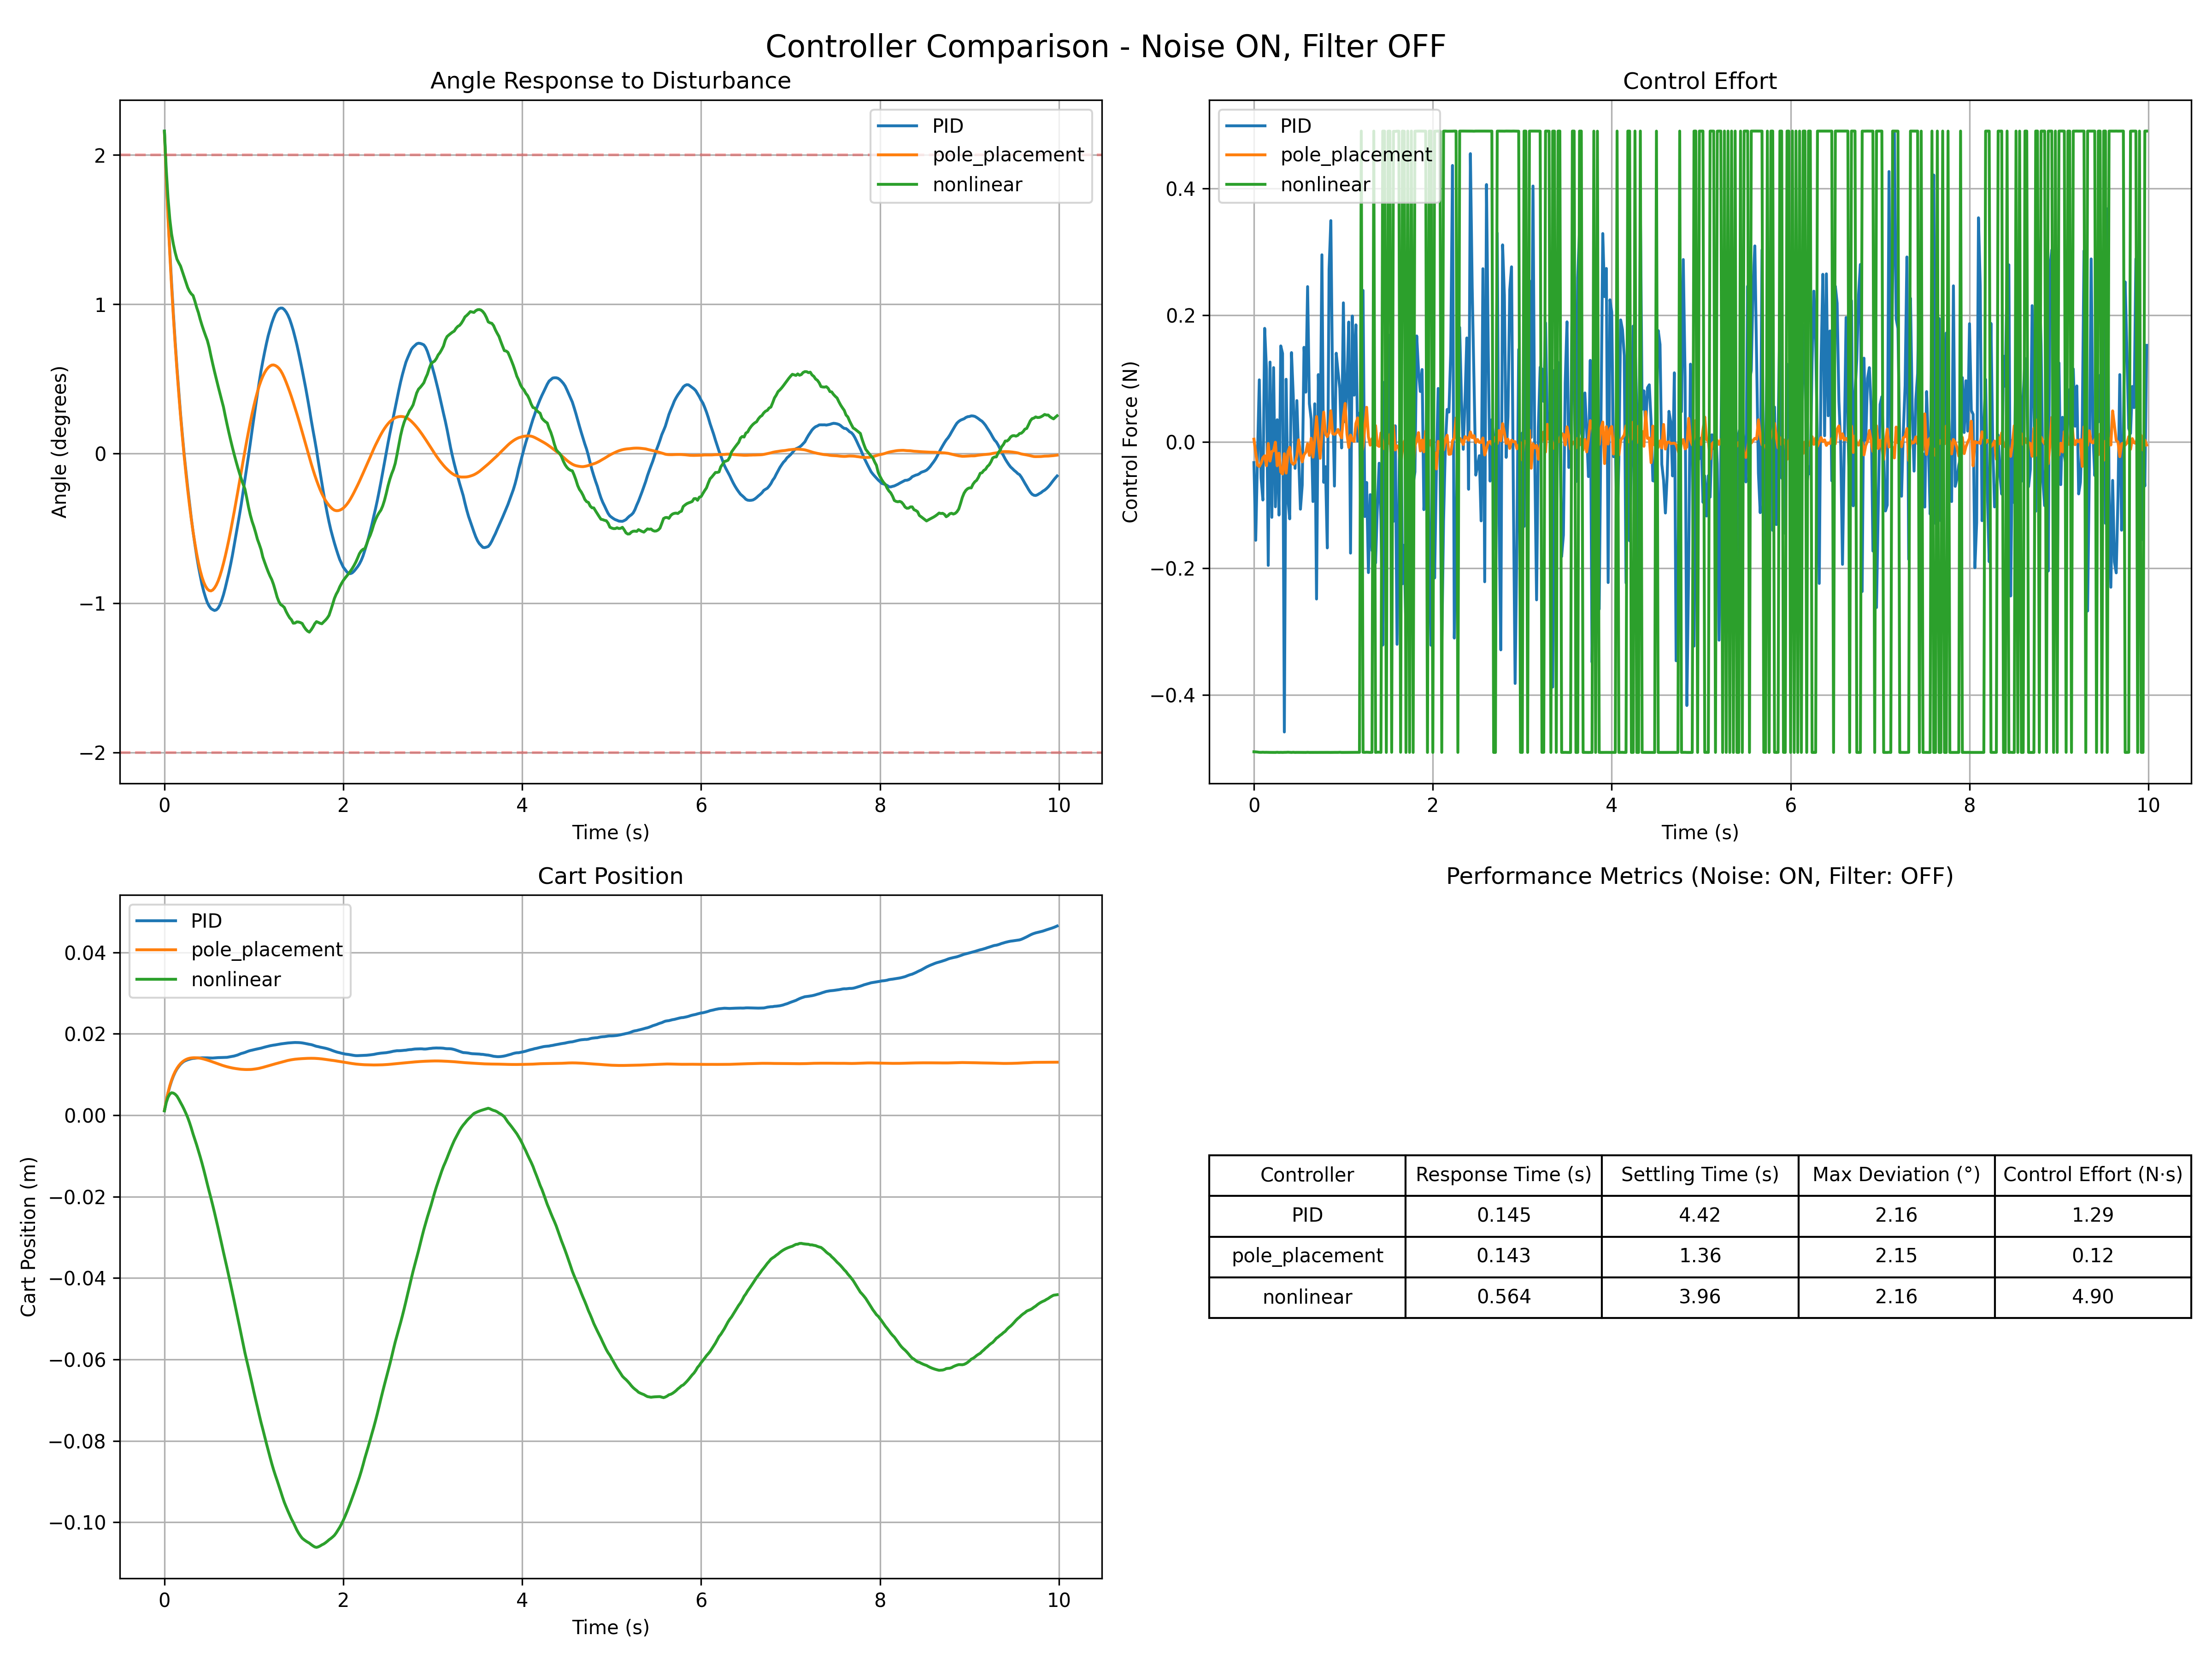 Controller Comparison - Noise ON, Filter OFF
Angle Response to Disturbance
PID
pole_placement
nonlinear
2
1
0
−1
−2
Angle (degrees)
0 2 4 6 8 10
Time (s)
Control Effort
PID
pole_placement
nonlinear
0.4
0.2
0.0
−0.2
−0.4
Control Force (N)
0 2 4 6 8 10
Time (s)
Cart Position
PID
pole_placement
nonlinear
0.04
0.02
0.00
−0.02
−0.04
−0.06
−0.08
−0.10
Cart Position (m)
0 2 4 6 8 10
Time (s)
Performance Metrics (Noise: ON, Filter: OFF)
Controller Response Time (s) Settling Time (s) Max Deviation (°) Control Effort (N·s)
PID 0.145 4.42 2.16 1.29
pole_placement 0.143 1.36 2.15 0.12
nonlinear 0.564 3.96 2.16 4.90